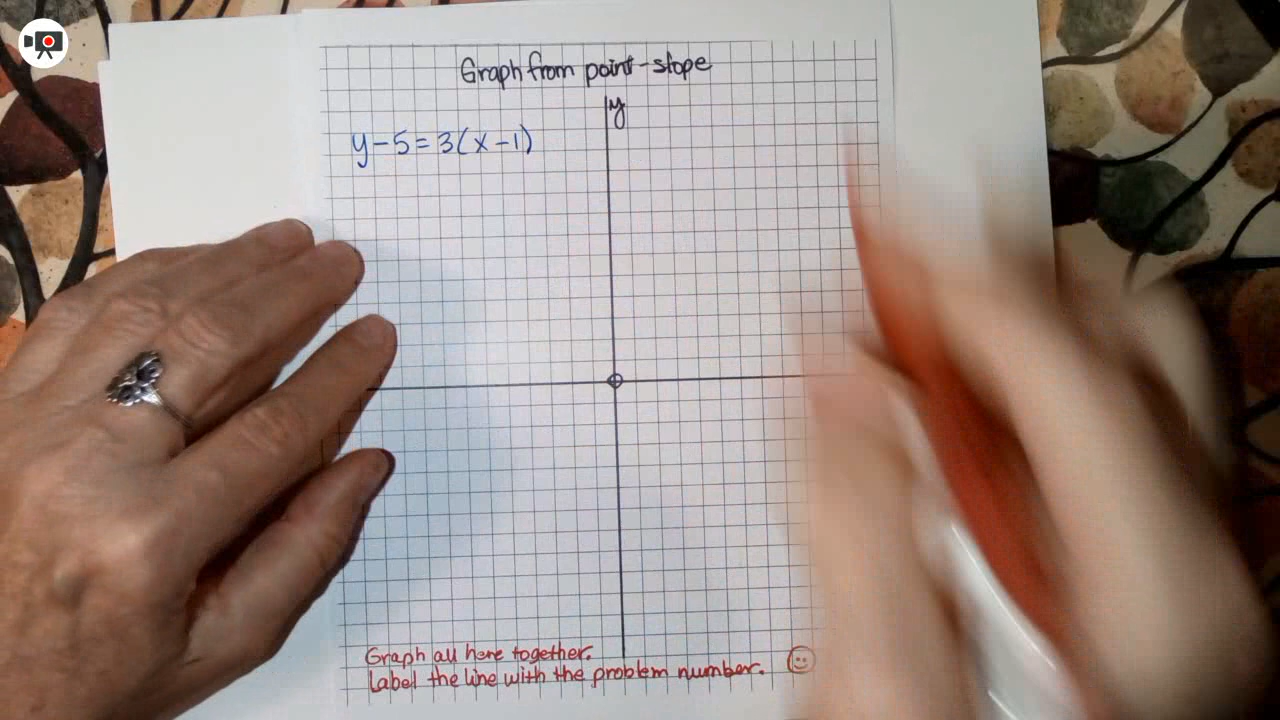 Graph from point-slope
y
y-5=3(x-1)
Graph all here together.
Label the line with the problem number.